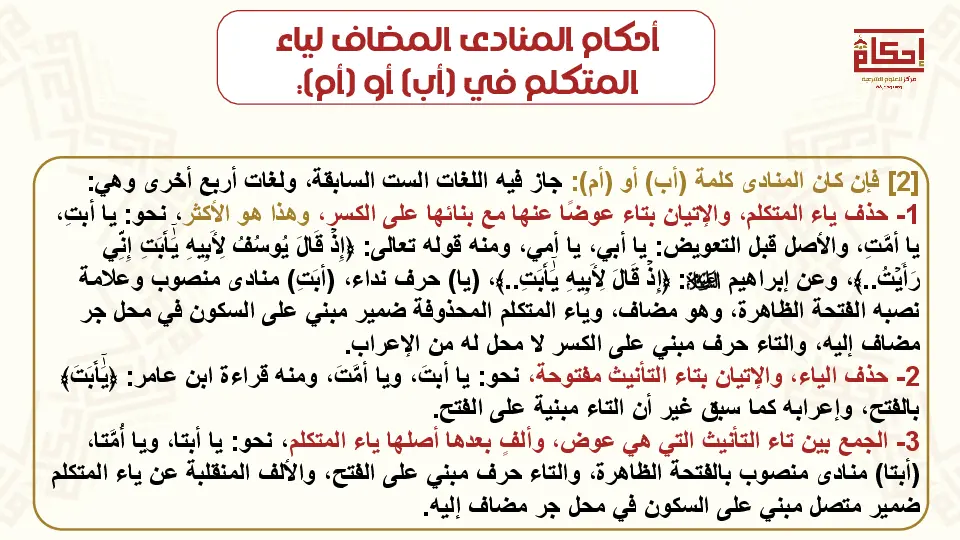 أحكام المنادى المضاف لياء
المتكلم في (أب) أو (أم):
إحكام
مركز للعلوم الشرعية
[2] فإن كان المنادى كلمة (أب) أو (أم): جاز فيه اللغات الست السابقة، ولغات أربع أخرى وهي:
1- حذف ياء المتكلم، والإتيان بتاء عوضًا عنها مع بنائها على الكسر، وهذا هو الأكثر، نحو: يا أبتِ،
يا أمَّتِ، والأصل قبل التعويض: يا أبي، يا أمي، ومنه قوله تعالى: ﴿إِذۡ قَالَ يُوسُفُ لِأَبِيهِ يَٰٓأَبَتِ إِنِّي
رَأَيۡتُ..﴾، وعن إبراهيم ﷤: ﴿إِذۡ قَالَ لِأَبِيهِ يَٰٓأَبَتِ..﴾، (يا) حرف نداء، (أبَتِ) منادى منصوب وعلامة
نصبه الفتحة الظاهرة، وهو مضاف، وياء المتكلم المحذوفة ضمير مبني على السكون في محل جر
مضاف إليه، والتاء حرف مبني على الكسر لا محل له من الإعراب.
2- حذف الياء، والإتيان بتاء التأنيث مفتوحة، نحو: يا أبتَ، ويا أمَّتَ، ومنه قراءة ابن عامر: ﴿يَٰٓأَبَتَ﴾
بالفتح، وإعرابه كما سبق غير أن التاء مبنية على الفتح.
3- الجمع بين تاء التأنيث التي هي عوض، وألفٍ بعدها أصلها ياء المتكلم، نحو: يا أبتا، ويا أُمَّتا،
(أبتا) منادى منصوب بالفتحة الظاهرة، والتاء حرف مبني على الفتح، والألف المنقلبة عن ياء المتكلم
ضمير متصل مبني على السكون في محل جر مضاف إليه.